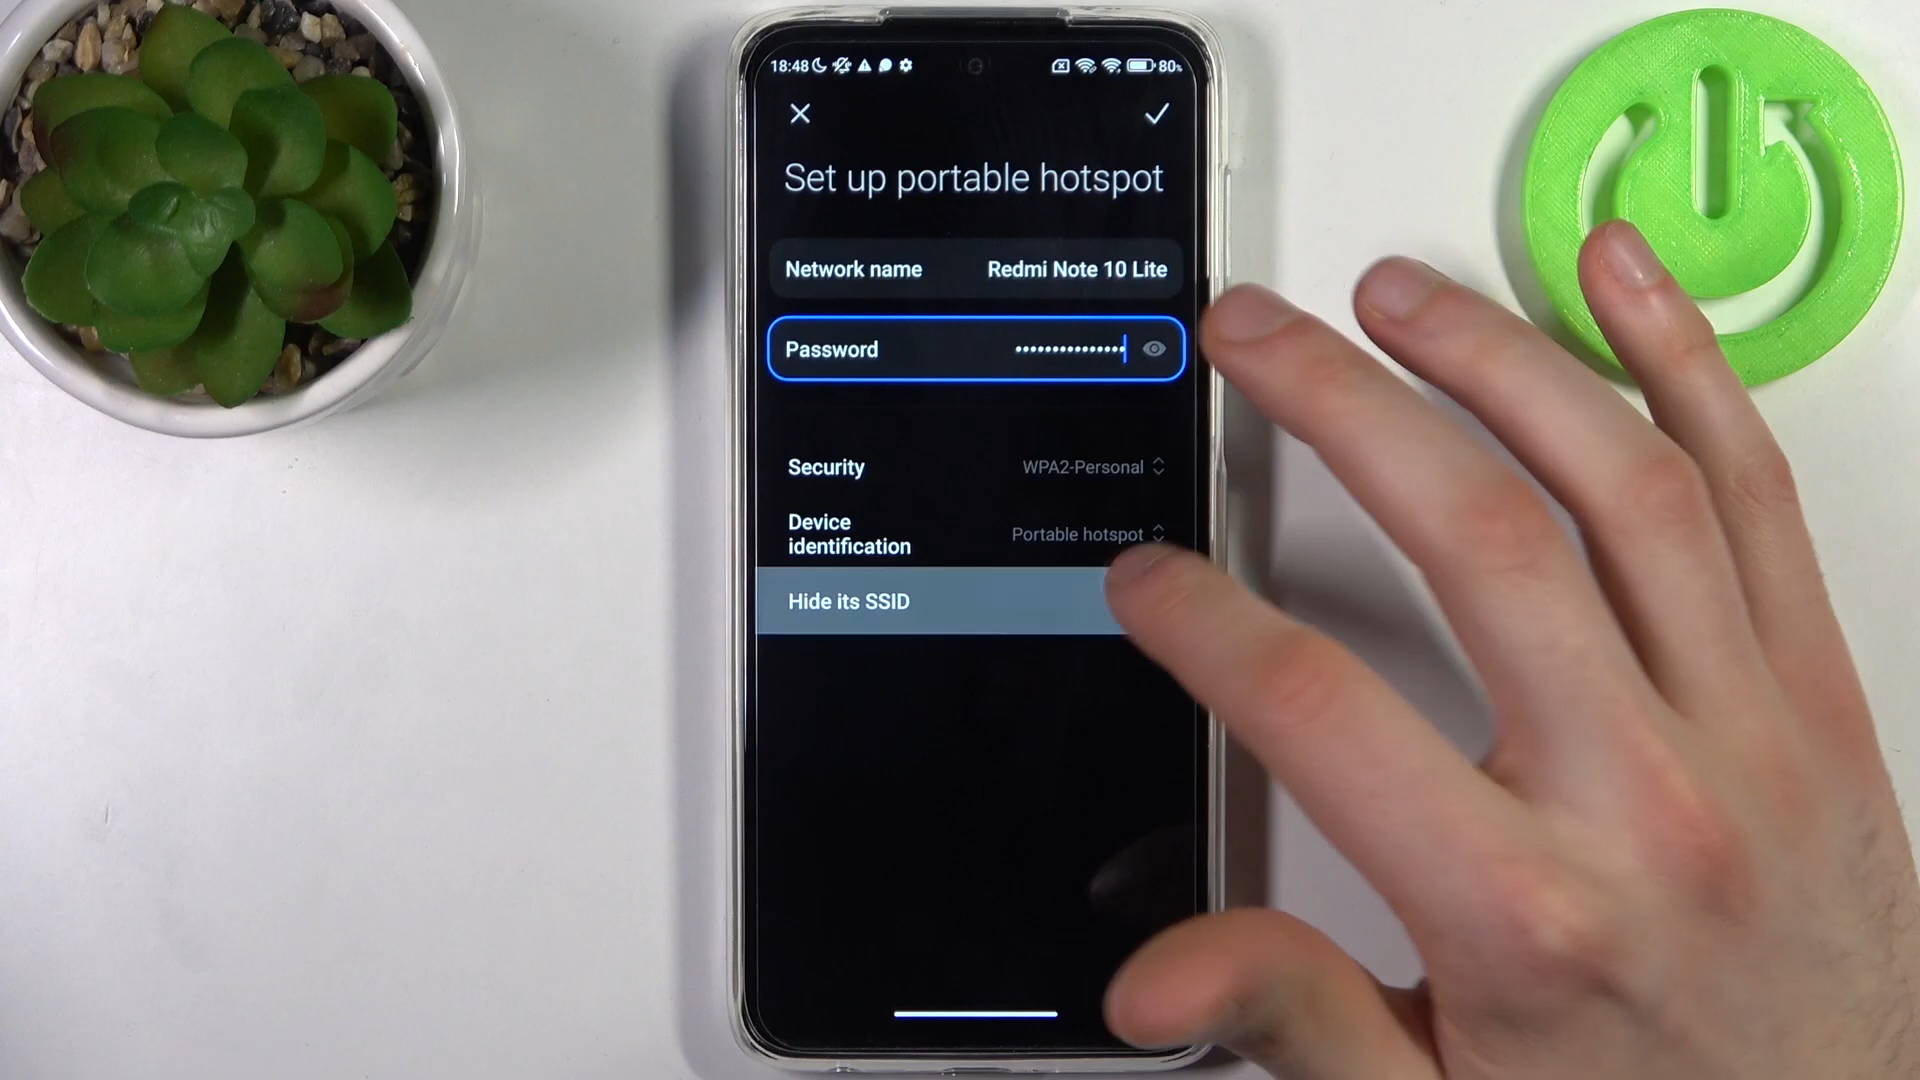 18:48 80%
Set up portable hotspot
Network name Redmi Note 10 Lite
Password ••••••••••••••••
Security WPA2-Personal
Device
identification Portable hotspot
Hide its SSID